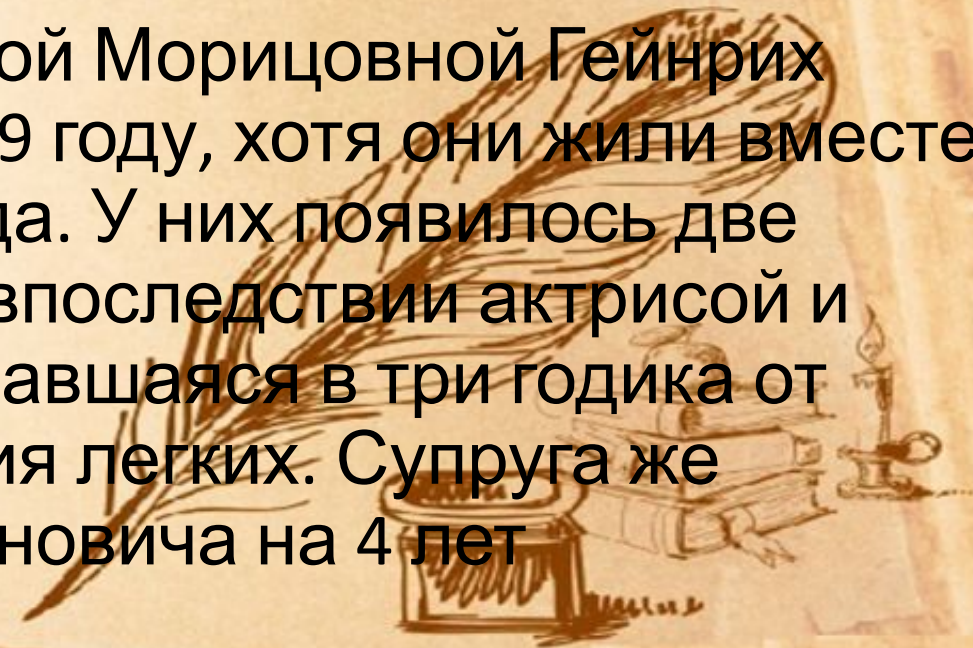 ой Морицовной Гейнрих
9 году, хотя они жили вместе
да. У них появилось две
впоследствии актрисой и
авшаяся в три годика от
ия легких. Супруга же
новича на 4 лет